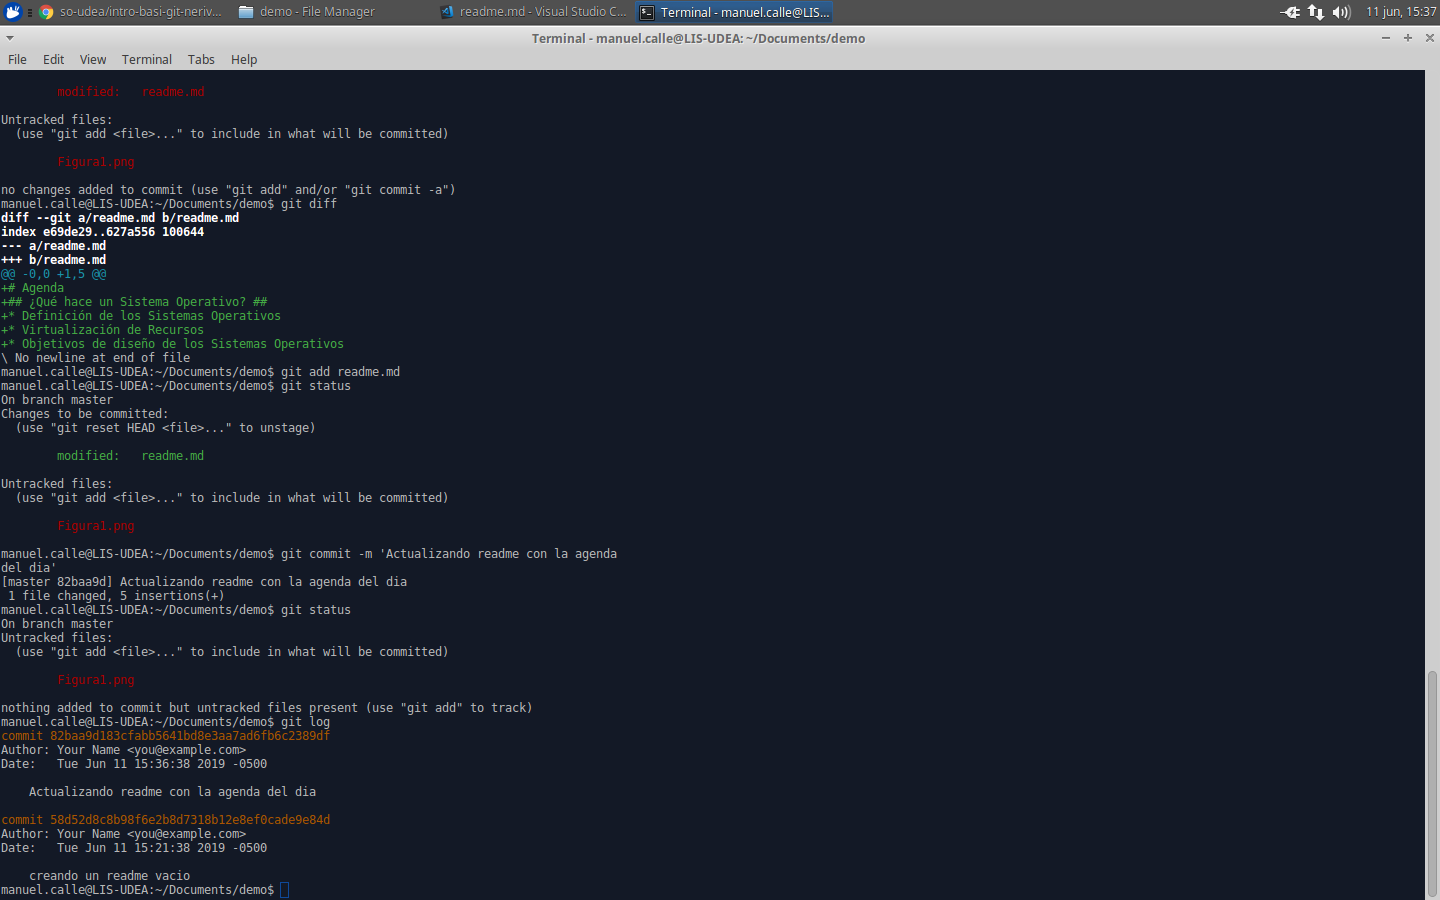 so-udea/intro-basi-git-neriv...
demo - File Manager
readme.md - Visual Studio C...
Terminal - manuel.calle@LIS...
11 jun, 15:37
Terminal - manuel.calle@LIS-UDEA: ~/Documents/demo
File Edit View Terminal Tabs Help
modified:   readme.md
Untracked files:
(use "git add <file>..." to include in what will be committed)
Figura1.png
no changes added to commit (use "git add" and/or "git commit -a")
manuel.calle@LIS-UDEA:~/Documents/demo$ git diff
diff --git a/readme.md b/readme.md
index e69de29..627a556 100644
--- a/readme.md
+++ b/readme.md
@@ -0,0 +1,5 @@
+# Agenda
+## ¿Qué hace un Sistema Operativo? ##
+* Definición de los Sistemas Operativos
+* Virtualización de Recursos
+* Objetivos de diseño de los Sistemas Operativos
\ No newline at end of file
manuel.calle@LIS-UDEA:~/Documents/demo$ git add readme.md
manuel.calle@LIS-UDEA:~/Documents/demo$ git status
On branch master
Changes to be committed:
(use "git reset HEAD <file>..." to unstage)
modified:   readme.md
Untracked files:
(use "git add <file>..." to include in what will be committed)
Figura1.png
manuel.calle@LIS-UDEA:~/Documents/demo$ git commit -m 'Actualizando readme con la agenda
del dia'
[master 82baa9d] Actualizando readme con la agenda del dia
1 file changed, 5 insertions(+)
manuel.calle@LIS-UDEA:~/Documents/demo$ git status
On branch master
Untracked files:
(use "git add <file>..." to include in what will be committed)
Figura1.png
nothing added to commit but untracked files present (use "git add" to track)
manuel.calle@LIS-UDEA:~/Documents/demo$ git log
commit 82baa9d183cfabb5641bd8e3aa7ad6fb6c2389df
Author: Your Name <you@example.com>
Date:   Tue Jun 11 15:36:38 2019 -0500
Actualizando readme con la agenda del dia
commit 58d52d8c8b98f6e2b8d7318b12e8ef0cade9e84d
Author: Your Name <you@example.com>
Date:   Tue Jun 11 15:21:38 2019 -0500
creando un readme vacio
manuel.calle@LIS-UDEA:~/Documents/demo$